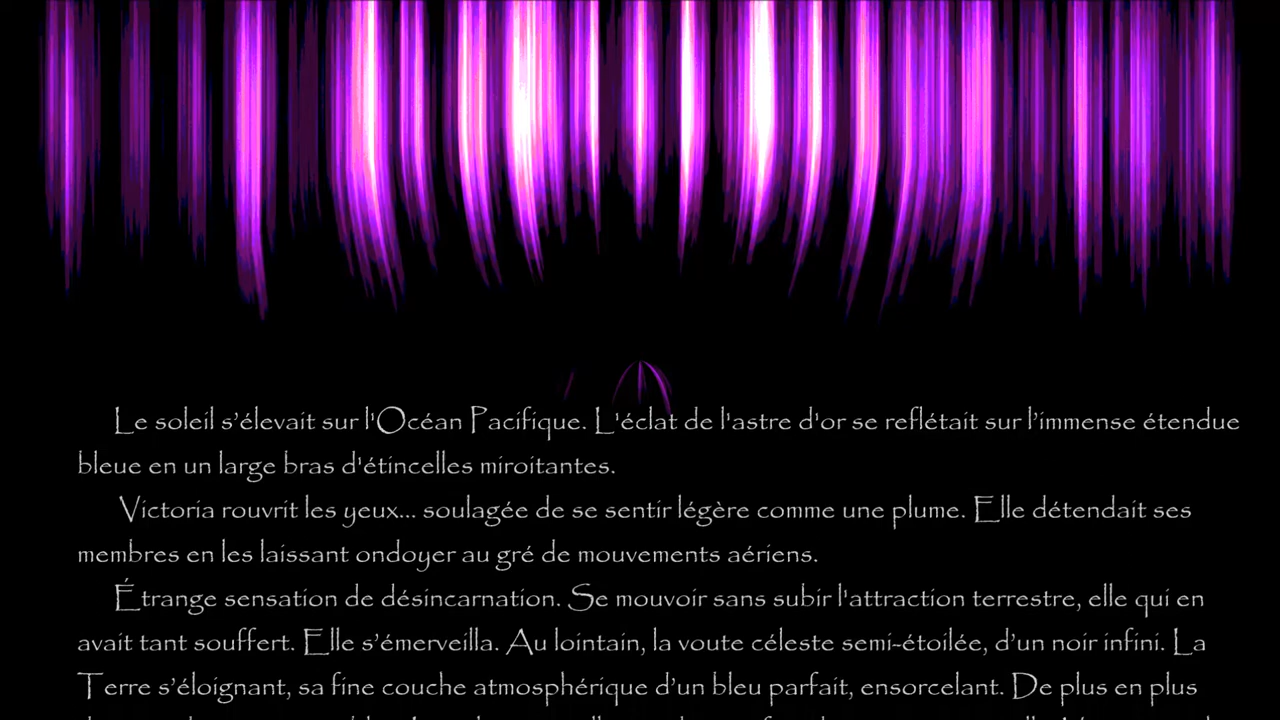 Le soleil s’élevait sur l'Océan Pacifique. L'éclat de l'astre d'or se reflétait sur l’immense étendue
bleue en un large bras d'étincelles miroitantes.
Victoria rouvrit les yeux... soulagée de se sentir légère comme une plume. Elle détendait ses
membres en les laissant ondoyer au gré de mouvements aériens.
Étrange sensation de désincarnation. Se mouvoir sans subir l'attraction terrestre, elle qui en
avait tant souffert. Elle s’émerveilla. Au lointain, la voute céleste semi-étoilée, d’un noir infini. La
Terre s’éloignant, sa fine couche atmosphérique d’un bleu parfait, ensorcelant. De plus en plus